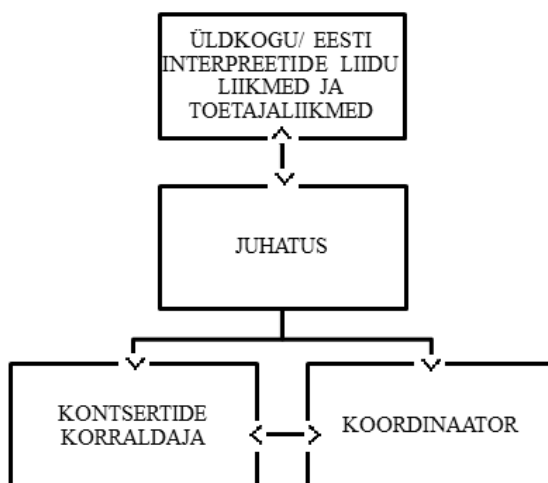 ÜLDKOGU/ EESTI
INTERPREETIDE LIIDU
LIIKMED JA
TOETAJALIIKMED
JUHATUS
KONTSERTIDE
KORRALDAJA
KOORDINAATOR